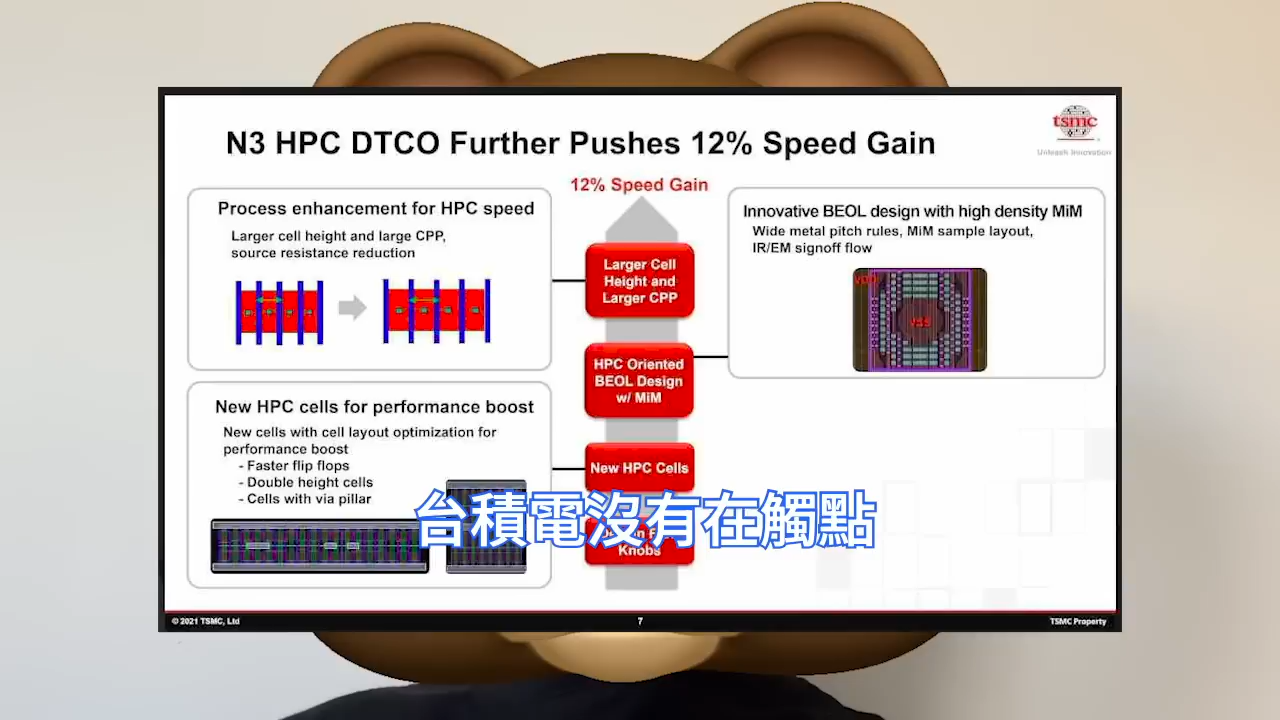 N3 HPC DTCO Further Pushes 12% Speed Gain
tsmc
Unleash Innovation
Process enhancement for HPC speed
Larger cell height and large CPP,
source resistance reduction
12% Speed Gain
Larger Cell
Height and
Larger CPP
HPC Oriented
BEOL Design
w/ MiM
New HPC Cells
Knobs
Innovative BEOL design with high density MiM
Wide metal pitch rules, MiM sample layout,
IR/EM signoff flow
VDD
VSS
New HPC cells for performance boost
New cells with cell layout optimization for
performance boost
- Faster flip flops
- Double height cells
- Cells with via pillar
台積電沒有在觸點
© 2021 TSMC, Ltd
7
TSMC Property